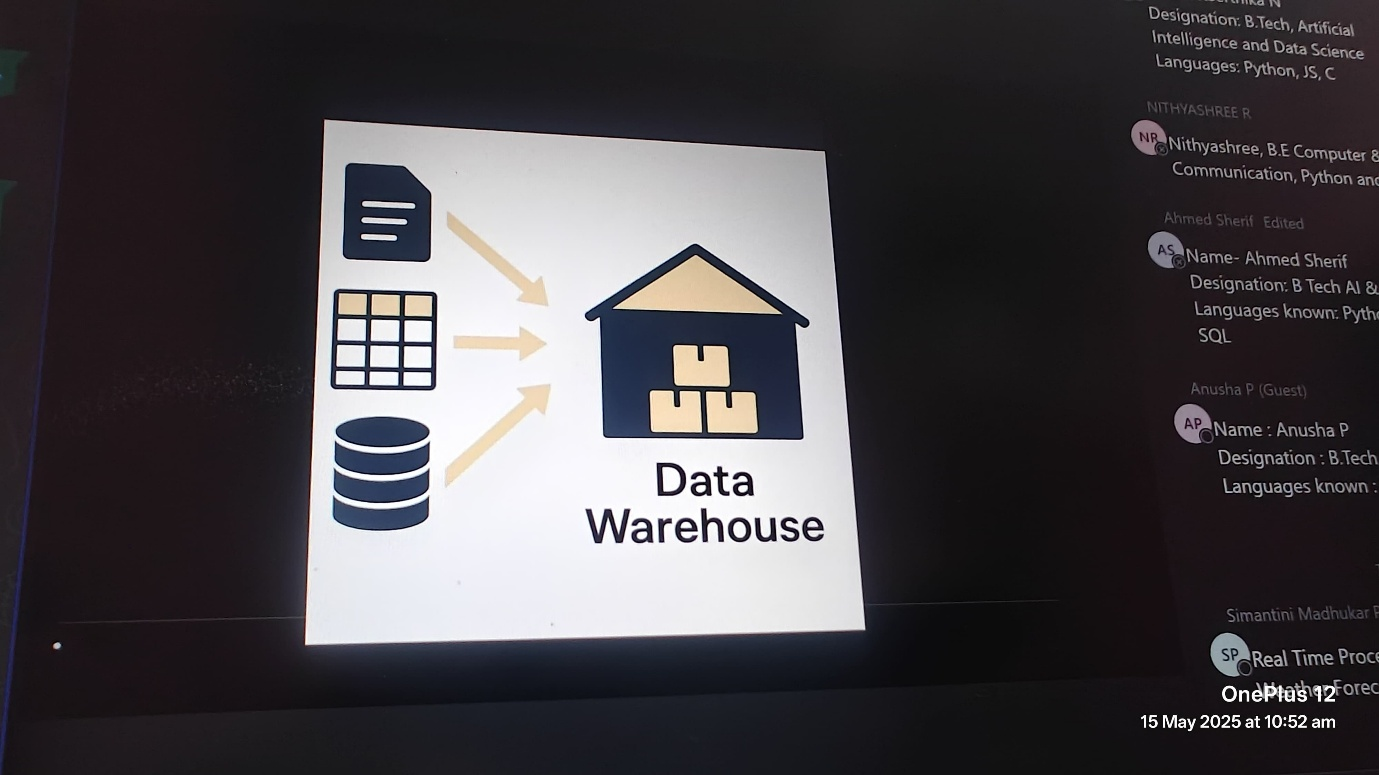 Data
Warehouse
Designation: B.Tech, Artificial
Intelligence and Data Science
Languages: Python, JS, C
NITHYASHREE R
NR
Nithyashree, B.E Computer &
Communication, Python and
Ahmed Sherif Edited
AS
Name- Ahmed Sherif
Designation: B Tech AI &
Languages known: Pytho
SQL
Anusha P (Guest)
AP
Name : Anusha P
Designation : B.Tech
Languages known :
Simantini Madhukar P
SP
Real Time Proce
Weather Forec
OnePlus 12
15 May 2025 at 10:52 am